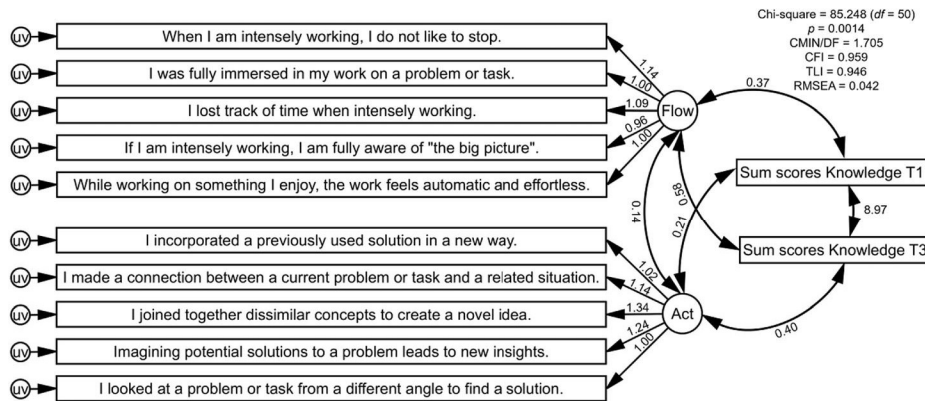 Chi-square = 85.248 (df = 50)
p = 0.0014
CMIN/DF = 1.705
CFI = 0.959
TLI = 0.946
RMSEA = 0.042
uv
When I am intensely working, I do not like to stop.
1.14
uv
I was fully immersed in my work on a problem or task.
1.00
uv
I lost track of time when intensely working.
1.09
Flow
0.37
uv
If I am intensely working, I am fully aware of "the big picture".
0.96
uv
While working on something I enjoy, the work feels automatic and effortless.
1.00
Sum scores Knowledge T1
0.14
0.21
0.58
8.97
uv
I incorporated a previously used solution in a new way.
1.02
Sum scores Knowledge T3
uv
I made a connection between a current problem or task and a related situation.
1.14
uv
I joined together dissimilar concepts to create a novel idea.
1.34
Act
0.40
uv
Imagining potential solutions to a problem leads to new insights.
1.24
uv
I looked at a problem or task from a different angle to find a solution.
1.00